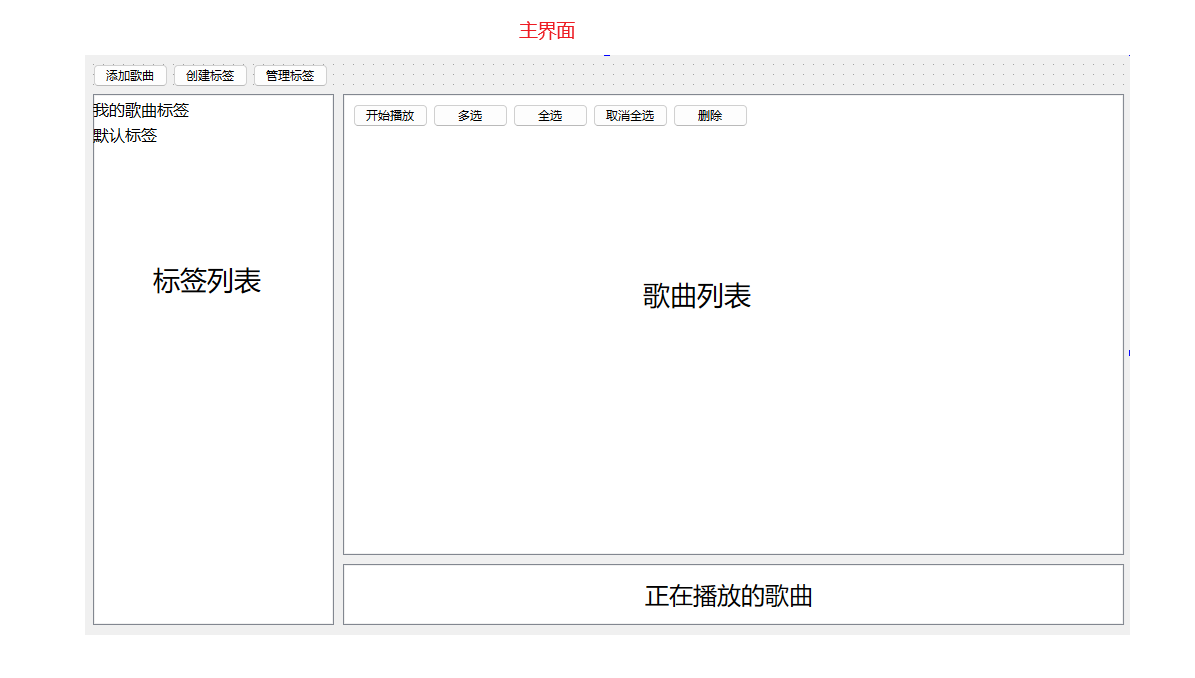 主界面
添加歌曲 创建标签 管理标签
我的歌曲标签
默认标签
标签列表
开始播放 多选 全选 取消全选 删除
歌曲列表
正在播放的歌曲